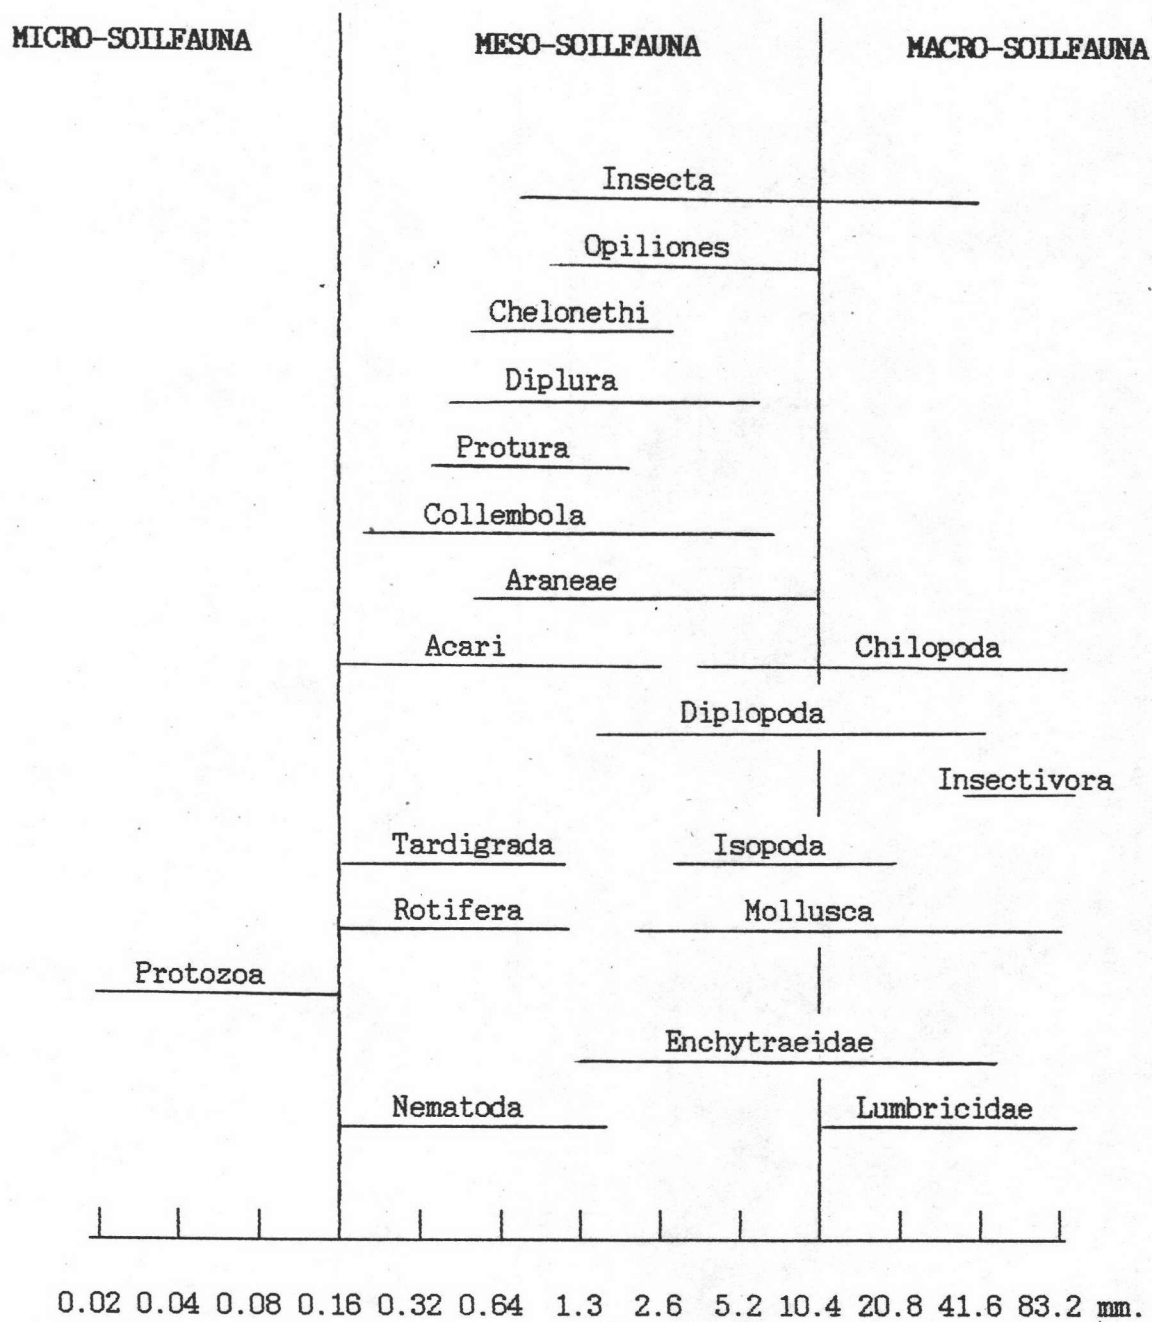 MICRO-SOILFAUNA MESO-SOILFAUNA MACRO-SOILFAUNA
Insecta
Opiliones
Chelonethi
Diplura
Protura
Collembola
Araneae
Acari Chilopoda
Diplopoda
Insectivora
Tardigrada Isopoda
Rotifera Mollusca
Protozoa
Enchytraeidae
Nematoda Lumbricidae
0.02 0.04 0.08 0.16 0.32 0.64 1.3 2.6 5.2 10.4 20.8 41.6 83.2 mm.